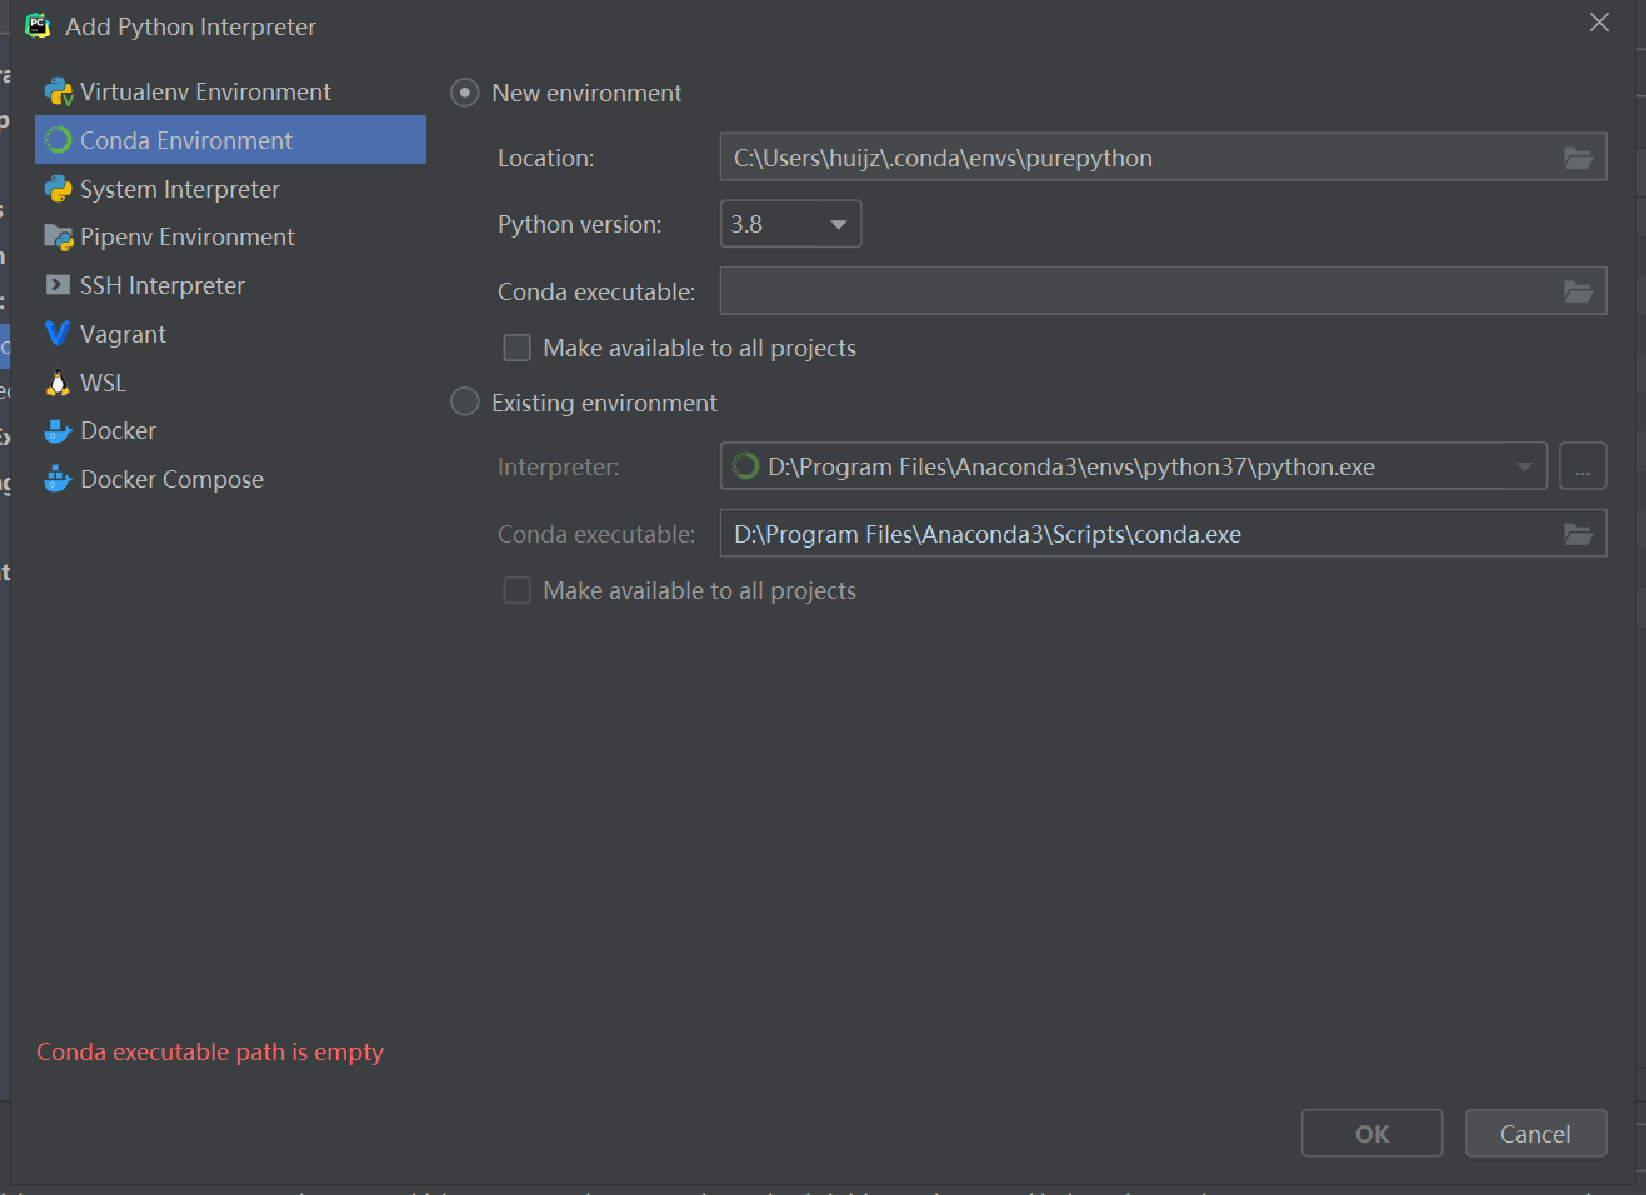 Add Python Interpreter
Virtualenv Environment
Conda Environment
System Interpreter
Pipenv Environment
SSH Interpreter
Vagrant
WSL
Docker
Docker Compose
New environment
Location: C:\Users\huijz\.conda\envs\purepython
Python version: 3.8
Conda executable:
Make available to all projects
Existing environment
Interpreter: D:\Program Files\Anaconda3\envs\python37\python.exe ...
Conda executable: D:\Program Files\Anaconda3\Scripts\conda.exe
Make available to all projects
Conda executable path is empty
OK Cancel